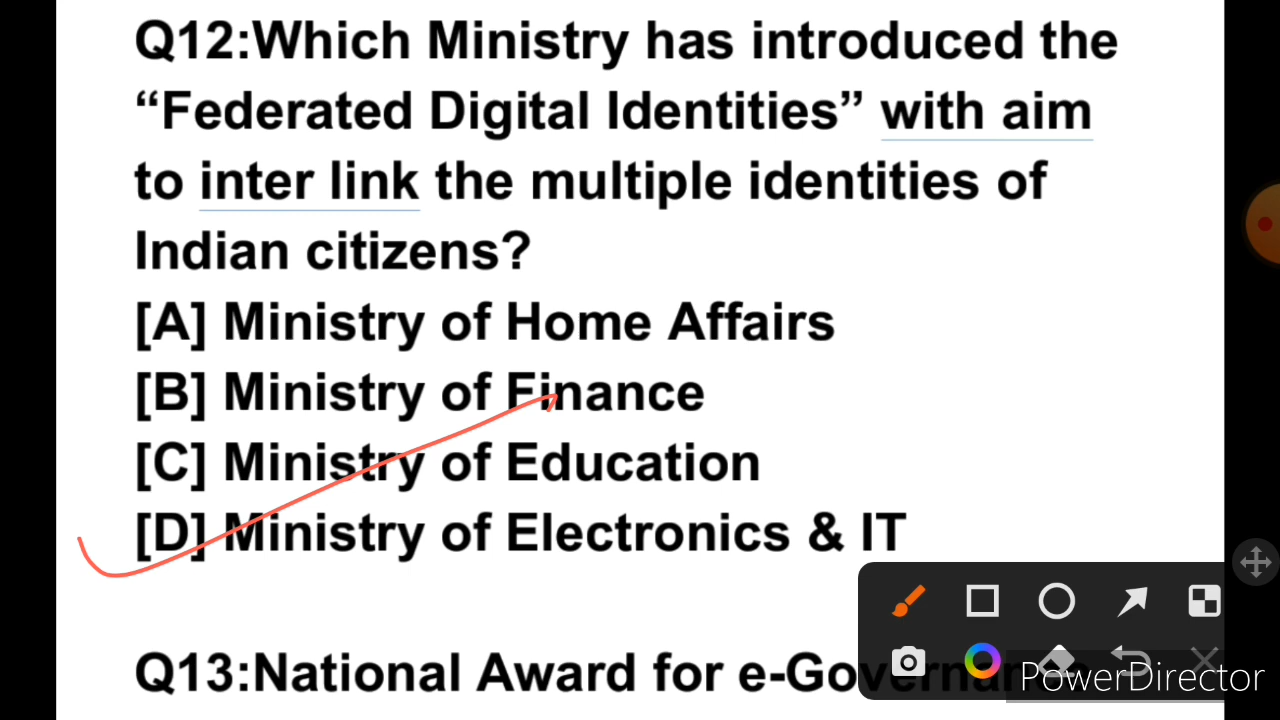 Q12:Which Ministry has introduced the
“Federated Digital Identities” with aim
to inter link the multiple identities of
Indian citizens?
[A] Ministry of Home Affairs
[B] Ministry of Finance
[C] Ministry of Education
[D] Ministry of Electronics & IT
Q13:National Award for e-Governance
PowerDirector